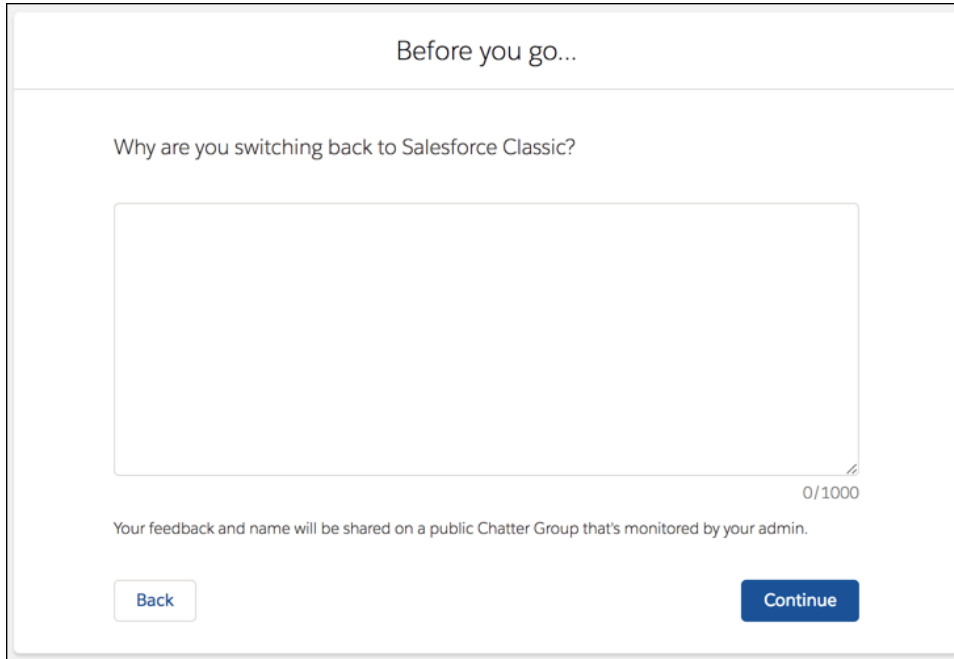 Before you go...
Why are you switching back to Salesforce Classic?
0/1000
Your feedback and name will be shared on a public Chatter Group that's monitored by your admin.
Back
Continue